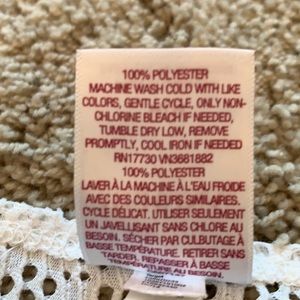 100% POLYESTER
MACHINE WASH COLD WITH LIKE
COLORS, GENTLE CYCLE, ONLY NON-
CHLORINE BLEACH IF NEEDED,
TUMBLE DRY LOW, REMOVE
PROMPTLY, COOL IRON IF NEEDED
RN17730 VN3681882
100% POLYESTER
LAVER À LA MACHINE À L'EAU FROIDE
AVEC DES COULEURS SIMILAIRES.
CYCLE DÉLICAT. UTILISER SEULEMENT
UN JAVELLISANT SANS CHLORE AU
BESOIN. SÉCHER PAR CULBUTAGE À
BASSE TEMPÉRATURE. RETIRER SANS
TARDER. REPASSER À BASSE
TEMPÉRATURE AU BESOIN.